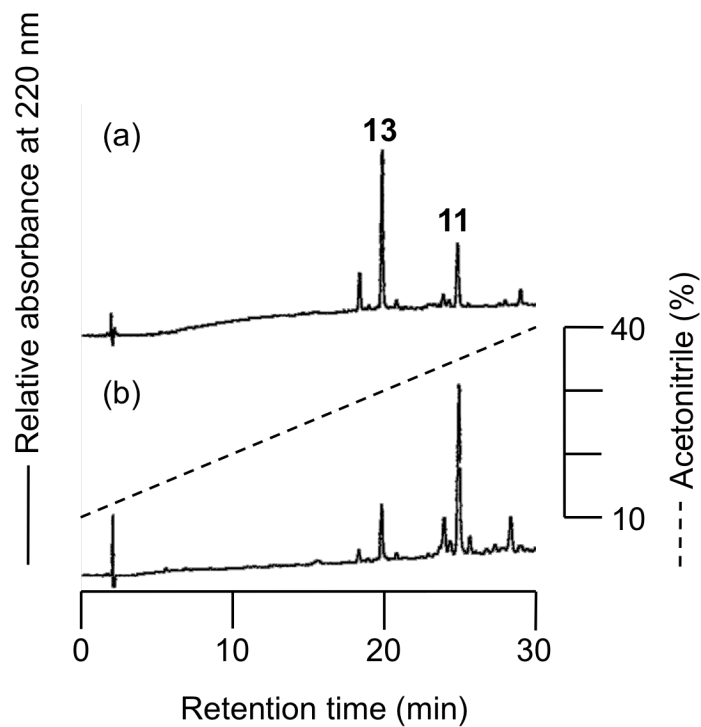 Relative absorbance at 220 nm
(a)
13
11
(b)
40
10
Acetonitrile (%)
0
10
20
30
Retention time (min)